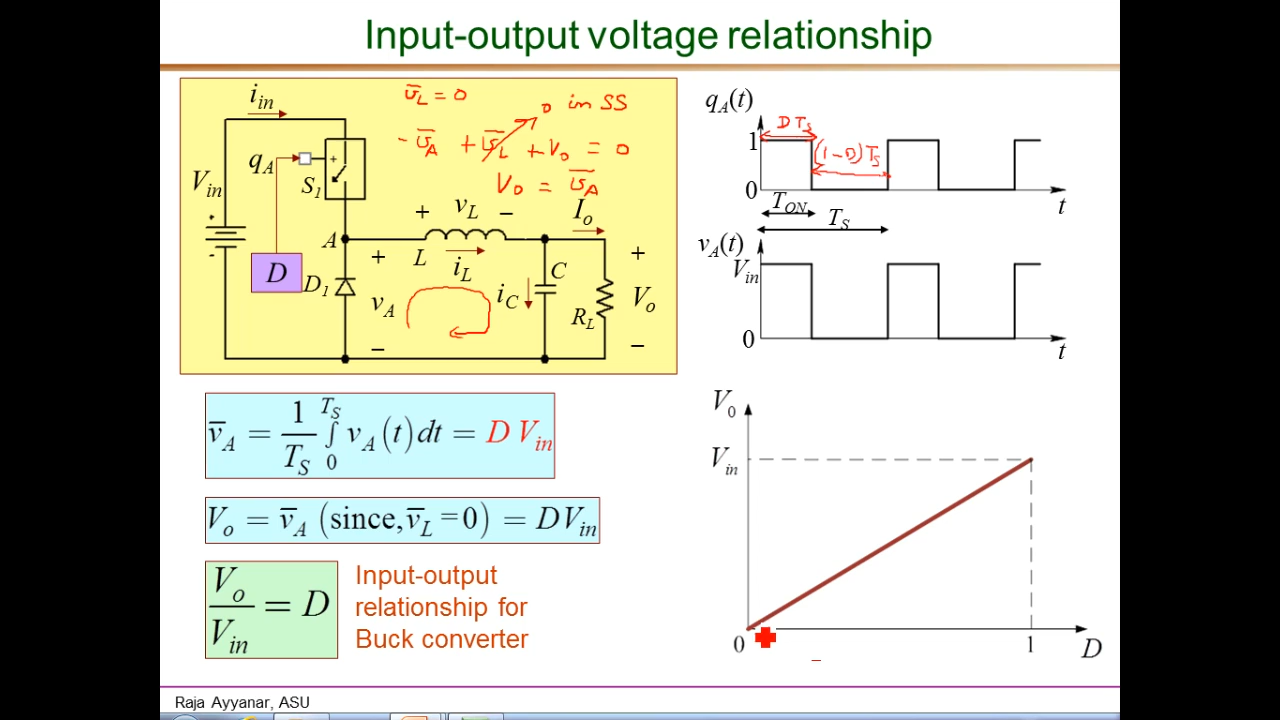 Input-output voltage relationship
i_in
v̄_L = 0
0 in SS
- v̄_A + v̄_L + V_0 = 0
V_0 = v̄_A
q_A
+
S_1
V_in
+
-
A
+ v_L −
I_o
L
i_L
D
D_1
+
v_A
−
i_C
C
R_L
+
V_o
−
q_A(t)
DT_S
1
(1-D)T_S
0
T_ON
T_S
t
v_A(t)
V_in
0
t
v̄_A = 1/T_S ∫_0^{T_S} v_A(t)dt = D V_in
V_o = v̄_A (since, v̄_L = 0) = DV_in
V_o/V_in = D
Input-output
relationship for
Buck converter
V_0
V_in
0
1
D
Raja Ayyanar, ASU